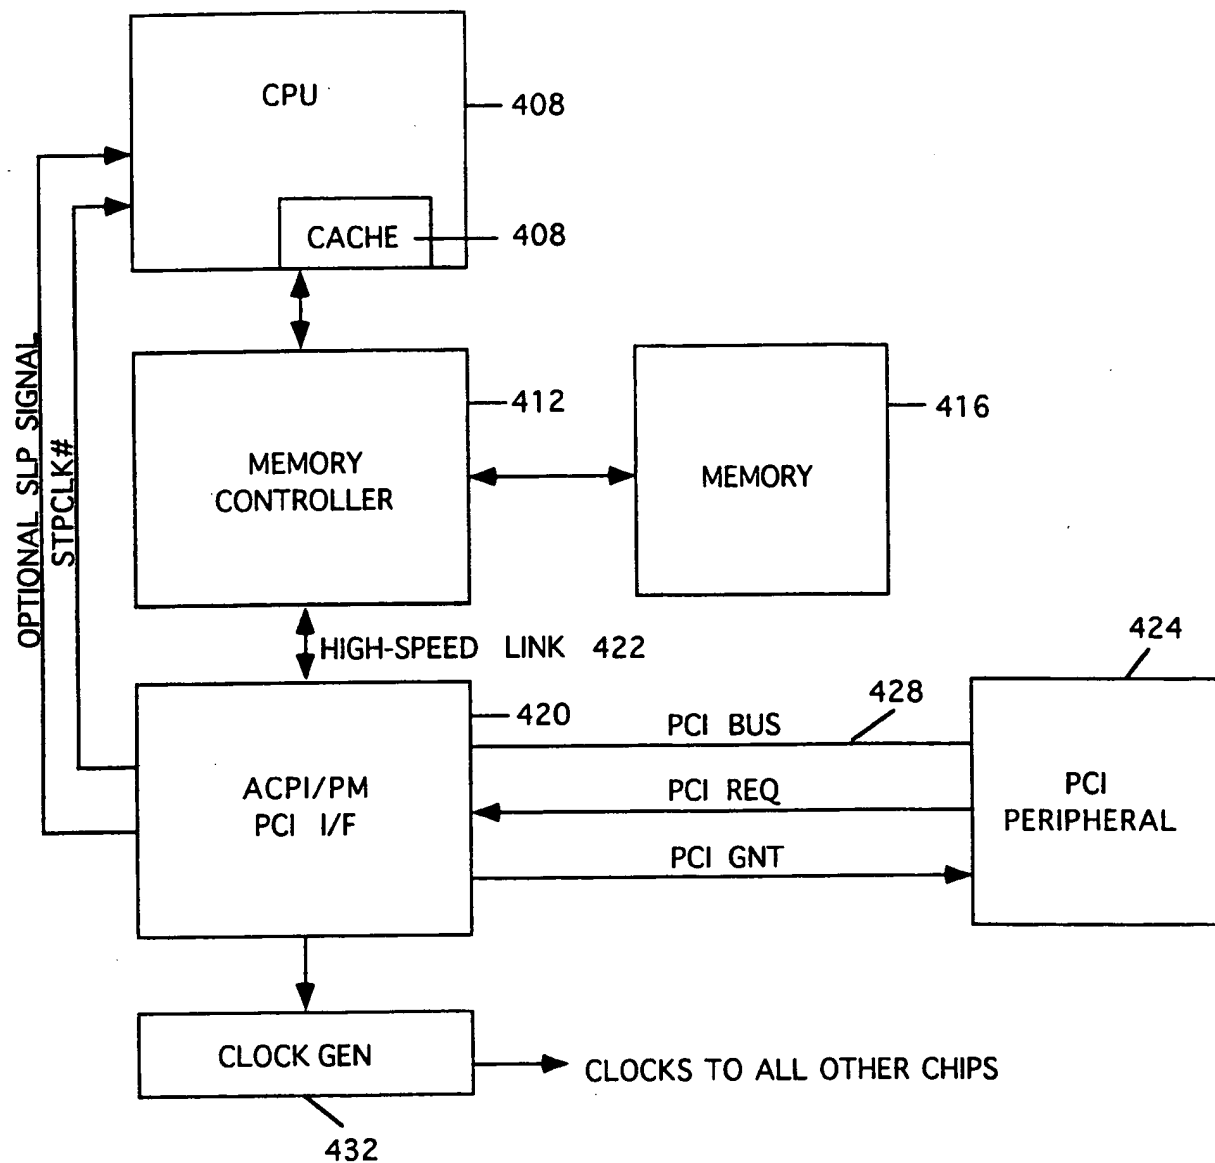 CPU
408
CACHE
408
OPTIONAL SLP SIGNAL
STPCLK#
412
MEMORY
CONTROLLER
416
MEMORY
HIGH-SPEED LINK 422
420
424
428
PCI BUS
ACPI/PM
PCI I/F
PCI REQ
PCI
PERIPHERAL
PCI GNT
CLOCK GEN
CLOCKS TO ALL OTHER CHIPS
432